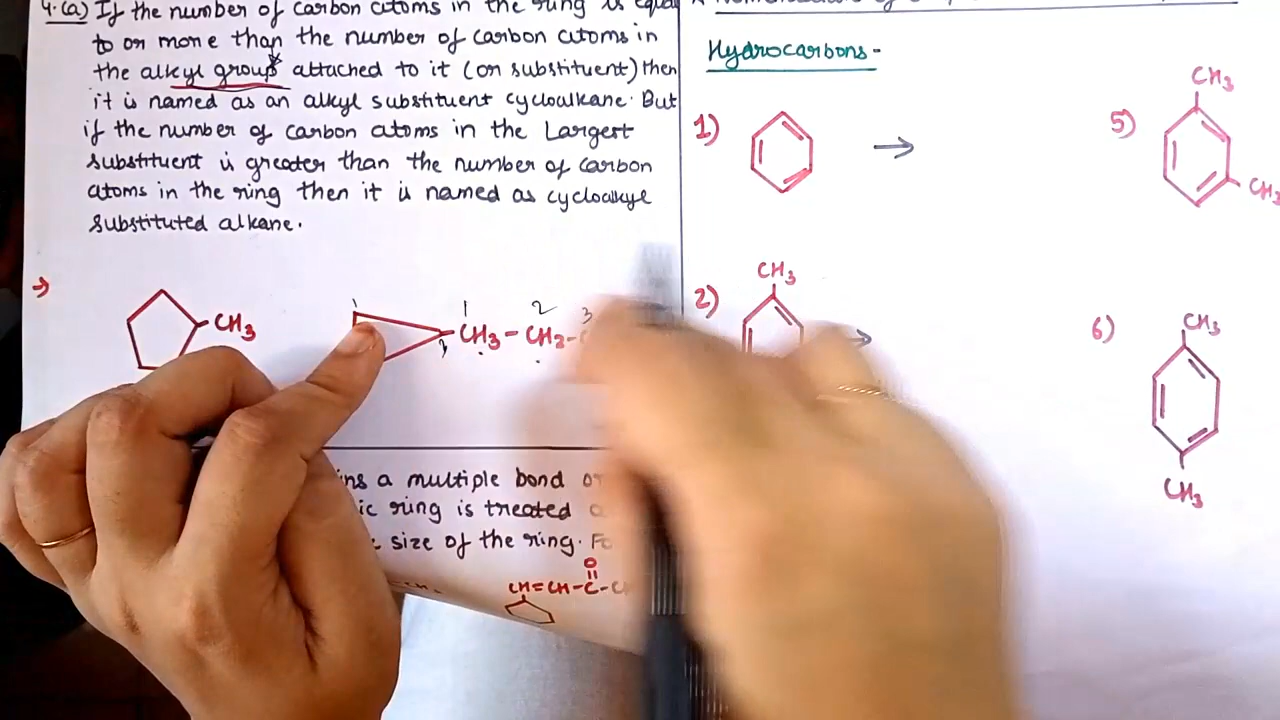 4.(a) If the number of carbon atoms in the ring is equal
to or more than the number of carbon atoms in
the alkyl group attached to it (or substituent) then
it is named as an alkyl substituent cycloalkane. But
if the number of carbon atoms in the Largest
substituent is greater than the number of carbon
atoms in the ring then it is named as cycloalkyl
substituted alkane.
→ CH3
1 3 CH3 - CH2 -
1 2 3
a multiple bond
ring is treated
size of the ring.
CH=CH-C-
O
Hydrocarbons-
1) →
2) CH3
5) CH3
CH3
6) CH3
CH3